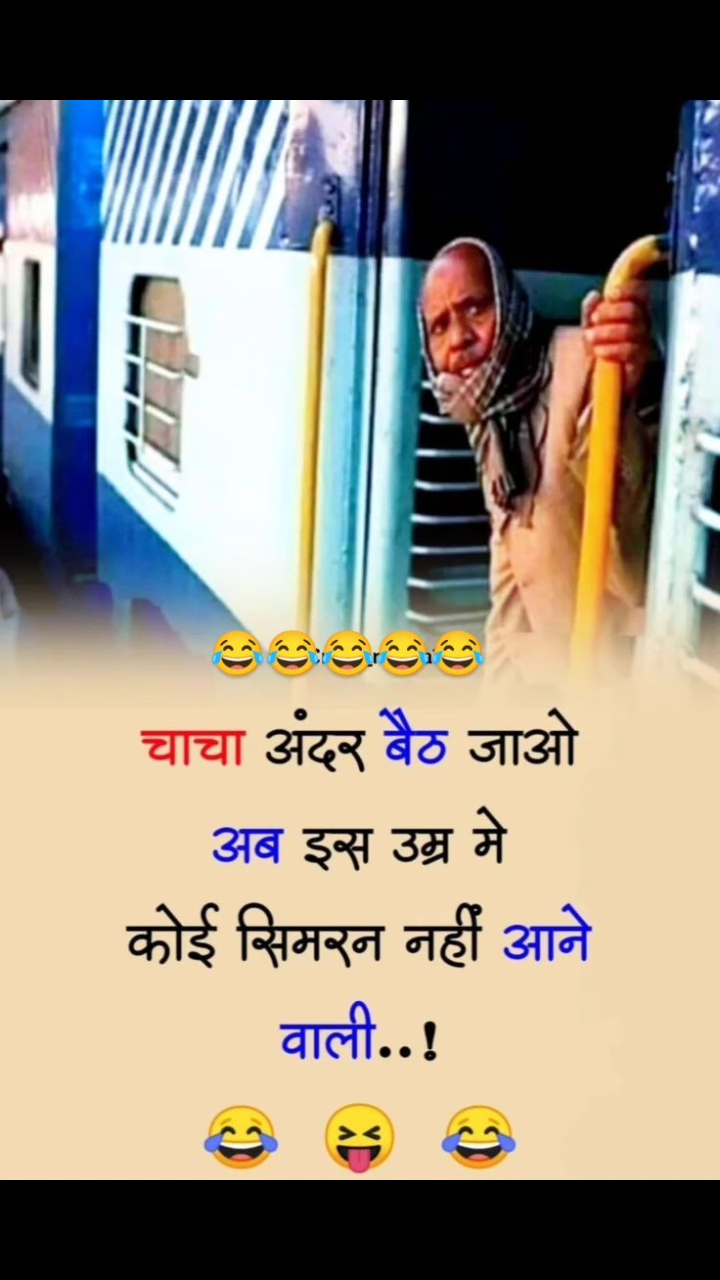 चाचा अंदर बैठ जाओ
अब इस उम्र मे
कोई सिमरन नहीं आने
वाली..!